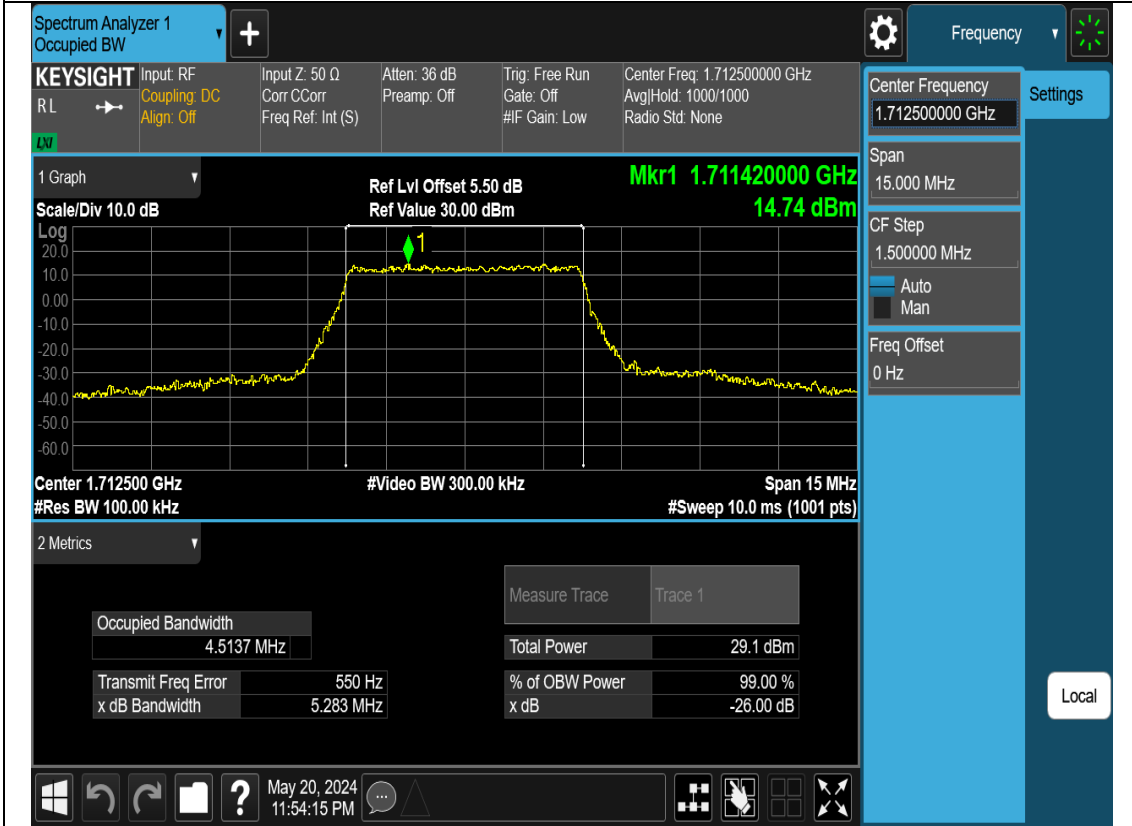 Spectrum Analyzer 1
Occupied BW
+
Frequency
KEYSIGHT
R L
LXI
Input: RF
Coupling: DC
Align: Off
Input Z: 50 Ω
Corr CCorr
Freq Ref: Int (S)
Atten: 36 dB
Preamp: Off
Trig: Free Run
Gate: Off
#IF Gain: Low
Center Freq: 1.712500000 GHz
Avg|Hold: 1000/1000
Radio Std: None
Center Frequency
1.712500000 GHz
Settings
Span
15.000 MHz
CF Step
1.500000 MHz
Auto
Man
Freq Offset
0 Hz
Local
1 Graph
Scale/Div 10.0 dB
Ref Lvl Offset 5.50 dB
Ref Value 30.00 dBm
Mkr1 1.711420000 GHz
14.74 dBm
Log
1
20.0
10.0
0.00
-10.0
-20.0
-30.0
-40.0
-50.0
-60.0
Center 1.712500 GHz
#Video BW 300.00 kHz
Span 15 MHz
#Res BW 100.00 kHz
#Sweep 10.0 ms (1001 pts)
2 Metrics
Measure Trace
Trace 1
Occupied Bandwidth
4.5137 MHz
Total Power
29.1 dBm
Transmit Freq Error
550 Hz
% of OBW Power
99.00 %
x dB Bandwidth
5.283 MHz
x dB
-26.00 dB
?
May 20, 2024
11:54:15 PM